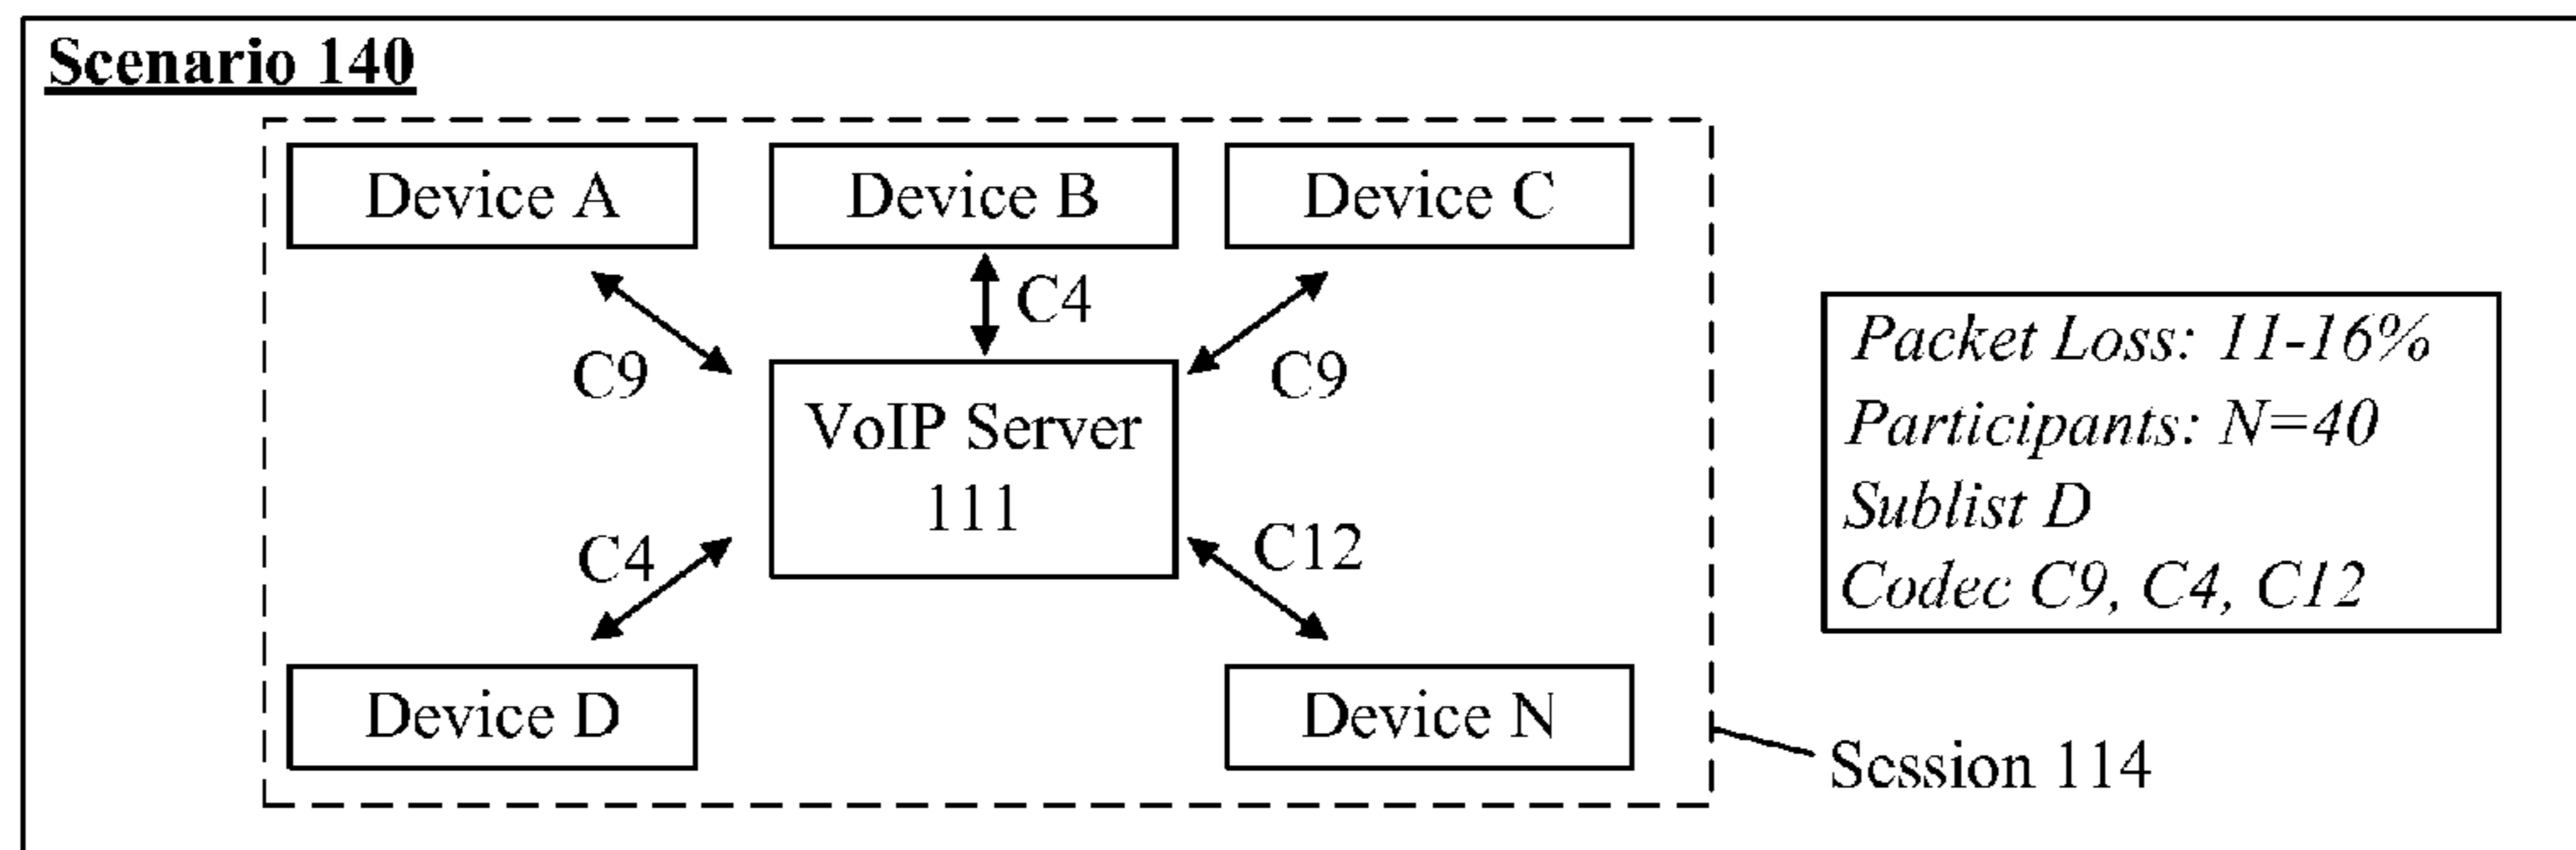 Scenario 140
Device A
Device B
Device C
C4
C9
C9
VoIP Server
111
C4
C12
Device D
Device N
Packet Loss: 11-16%
Participants: N=40
Sublist D
Codec C9, C4, C12
Session 114